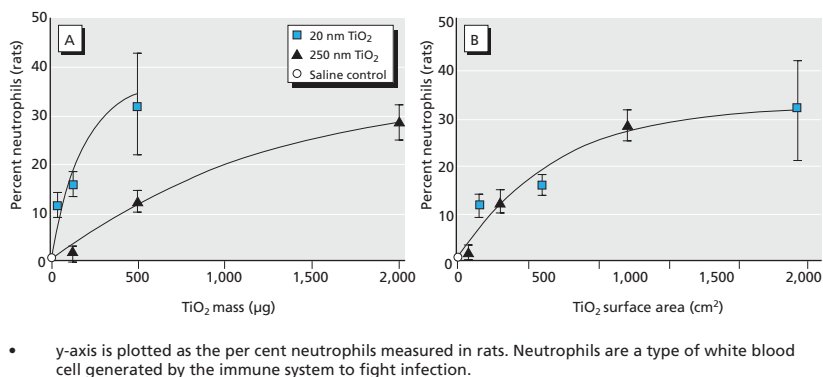 50
40
30
20
10
0
Percent neutrophils (rats)
A
20 nm TiO2
250 nm TiO2
Saline control
0 500 1,000 1,500 2,000
TiO2 mass (µg)
50
40
30
20
10
0
Percent neutrophils (rats)
B
0 500 1,000 1,500 2,000
TiO2 surface area (cm2)
• y-axis is plotted as the per cent neutrophils measured in rats. Neutrophils are a type of white blood
cell generated by the immune system to fight infection.